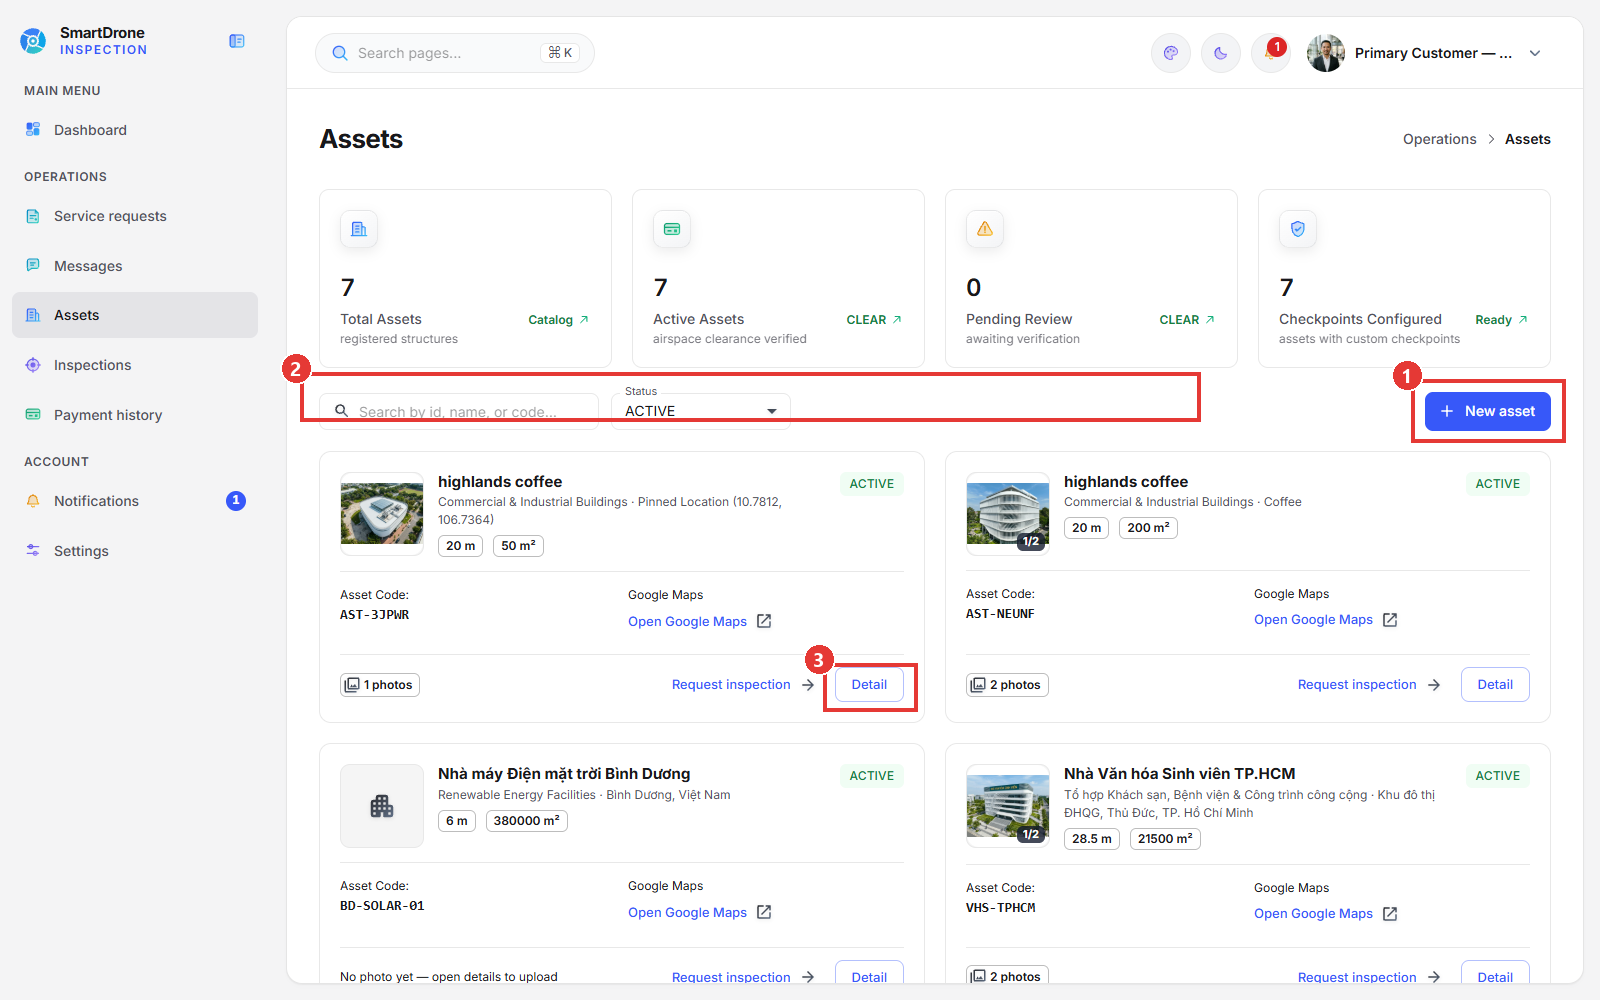 SmartDrone
INSPECTION
MAIN MENU
Dashboard
OPERATIONS
Service requests
Messages
Assets
Inspections
Payment history
ACCOUNT
Notifications 1
Settings
Search pages... ⌘ K
1
Primary Customer — ...
Assets
Operations > Assets
7
Total Assets
registered structures
Catalog ↗
7
Active Assets
airspace clearance verified
CLEAR ↗
0
Pending Review
awaiting verification
CLEAR ↗
7
Checkpoints Configured
assets with custom checkpoints
Ready ↗
2
Search by id, name, or code...
Status
ACTIVE
1
+ New asset
highlands coffee
ACTIVE
Commercial & Industrial Buildings · Pinned Location (10.7812,
106.7364)
20 m 50 m²
Asset Code:
AST-3JPWR
Google Maps
Open Google Maps
1 photos
Request inspection →
3
Detail
highlands coffee
ACTIVE
Commercial & Industrial Buildings · Coffee
20 m 200 m²
1/2
Asset Code:
AST-NEUNF
Google Maps
Open Google Maps
2 photos
Request inspection →
Detail
Nhà máy Điện mặt trời Bình Dương
ACTIVE
Renewable Energy Facilities · Bình Dương, Việt Nam
6 m 380000 m²
Asset Code:
BD-SOLAR-01
Google Maps
Open Google Maps
No photo yet — open details to upload
Request inspection →
Detail
Nhà Văn hóa Sinh viên TP.HCM
ACTIVE
Tổ hợp Khách sạn, Bệnh viện & Công trình công cộng · Khu đô thị
ĐHQG, Thủ Đức, TP. Hồ Chí Minh
28.5 m 21500 m²
1/2
Asset Code:
VHS-TPHCM
Google Maps
Open Google Maps
2 photos
Request inspection →
Detail